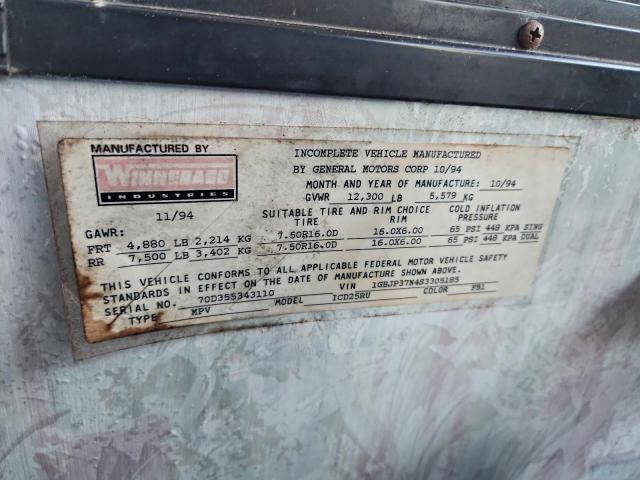 MANUFACTURED BY
WINNEBAGO
INDUSTRIES
11/94
INCOMPLETE VEHICLE MANUFACTURED
BY GENERAL MOTORS CORP 10/94
MONTH AND YEAR OF MANUFACTURE: 10/94
GVWR 12,300 LB 5,579 KG
SUITABLE TIRE AND RIM CHOICE COLD INFLATION
GAWR: TIRE RIM PRESSURE
FRT 4,880 LB 2,214 KG 7.50R16.0D 16.0X6.00 65 PSI 448 KPA SING
RR 7,500 LB 3,402 KG 7.50R16.0D 16.0X6.00 65 PSI 448 KPA DUAL
THIS VEHICLE CONFORMS TO ALL APPLICABLE FEDERAL MOTOR VEHICLE SAFETY
STANDARDS IN EFFECT ON THE DATE OF MANUFACTURE SHOWN ABOVE.
SERIAL NO. 70D355343110 VIN 1GBJP37N4S3305185
TYPE MPV MODEL ICD25RU COLOR F91